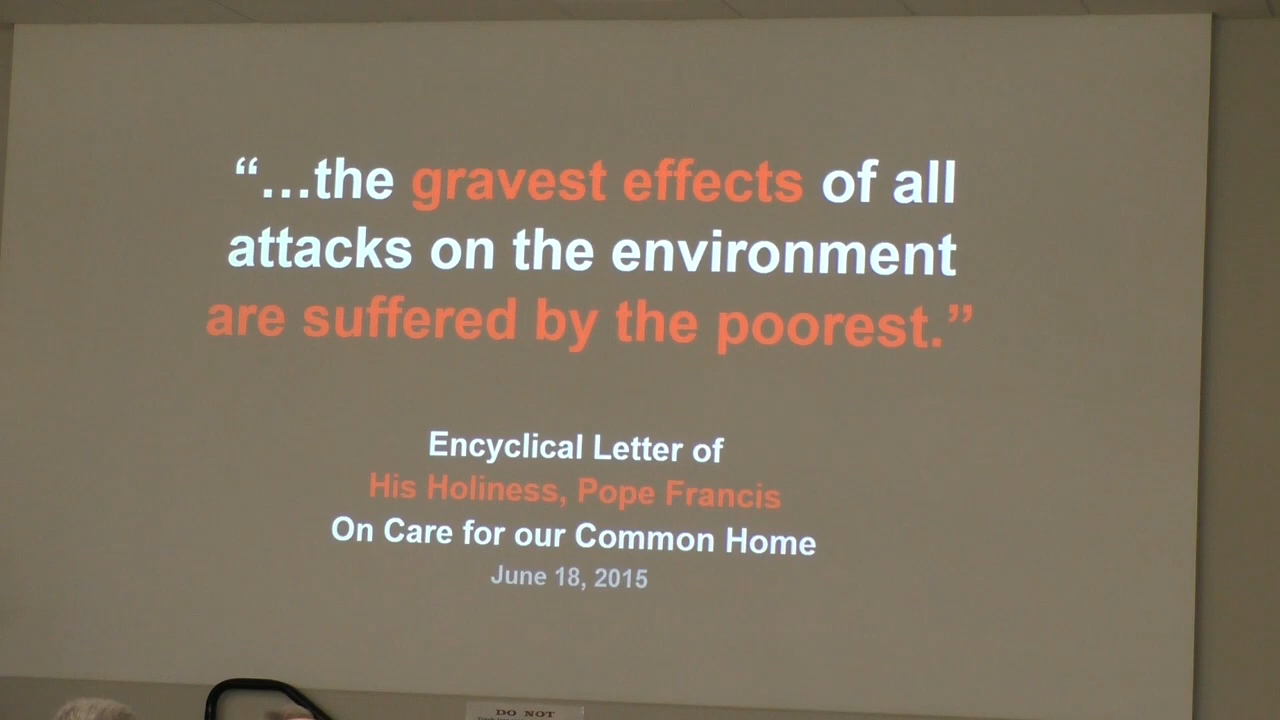 “…the gravest effects of all
attacks on the environment
are suffered by the poorest.”
Encyclical Letter of
His Holiness, Pope Francis
On Care for our Common Home
June 18, 2015
DO NOT